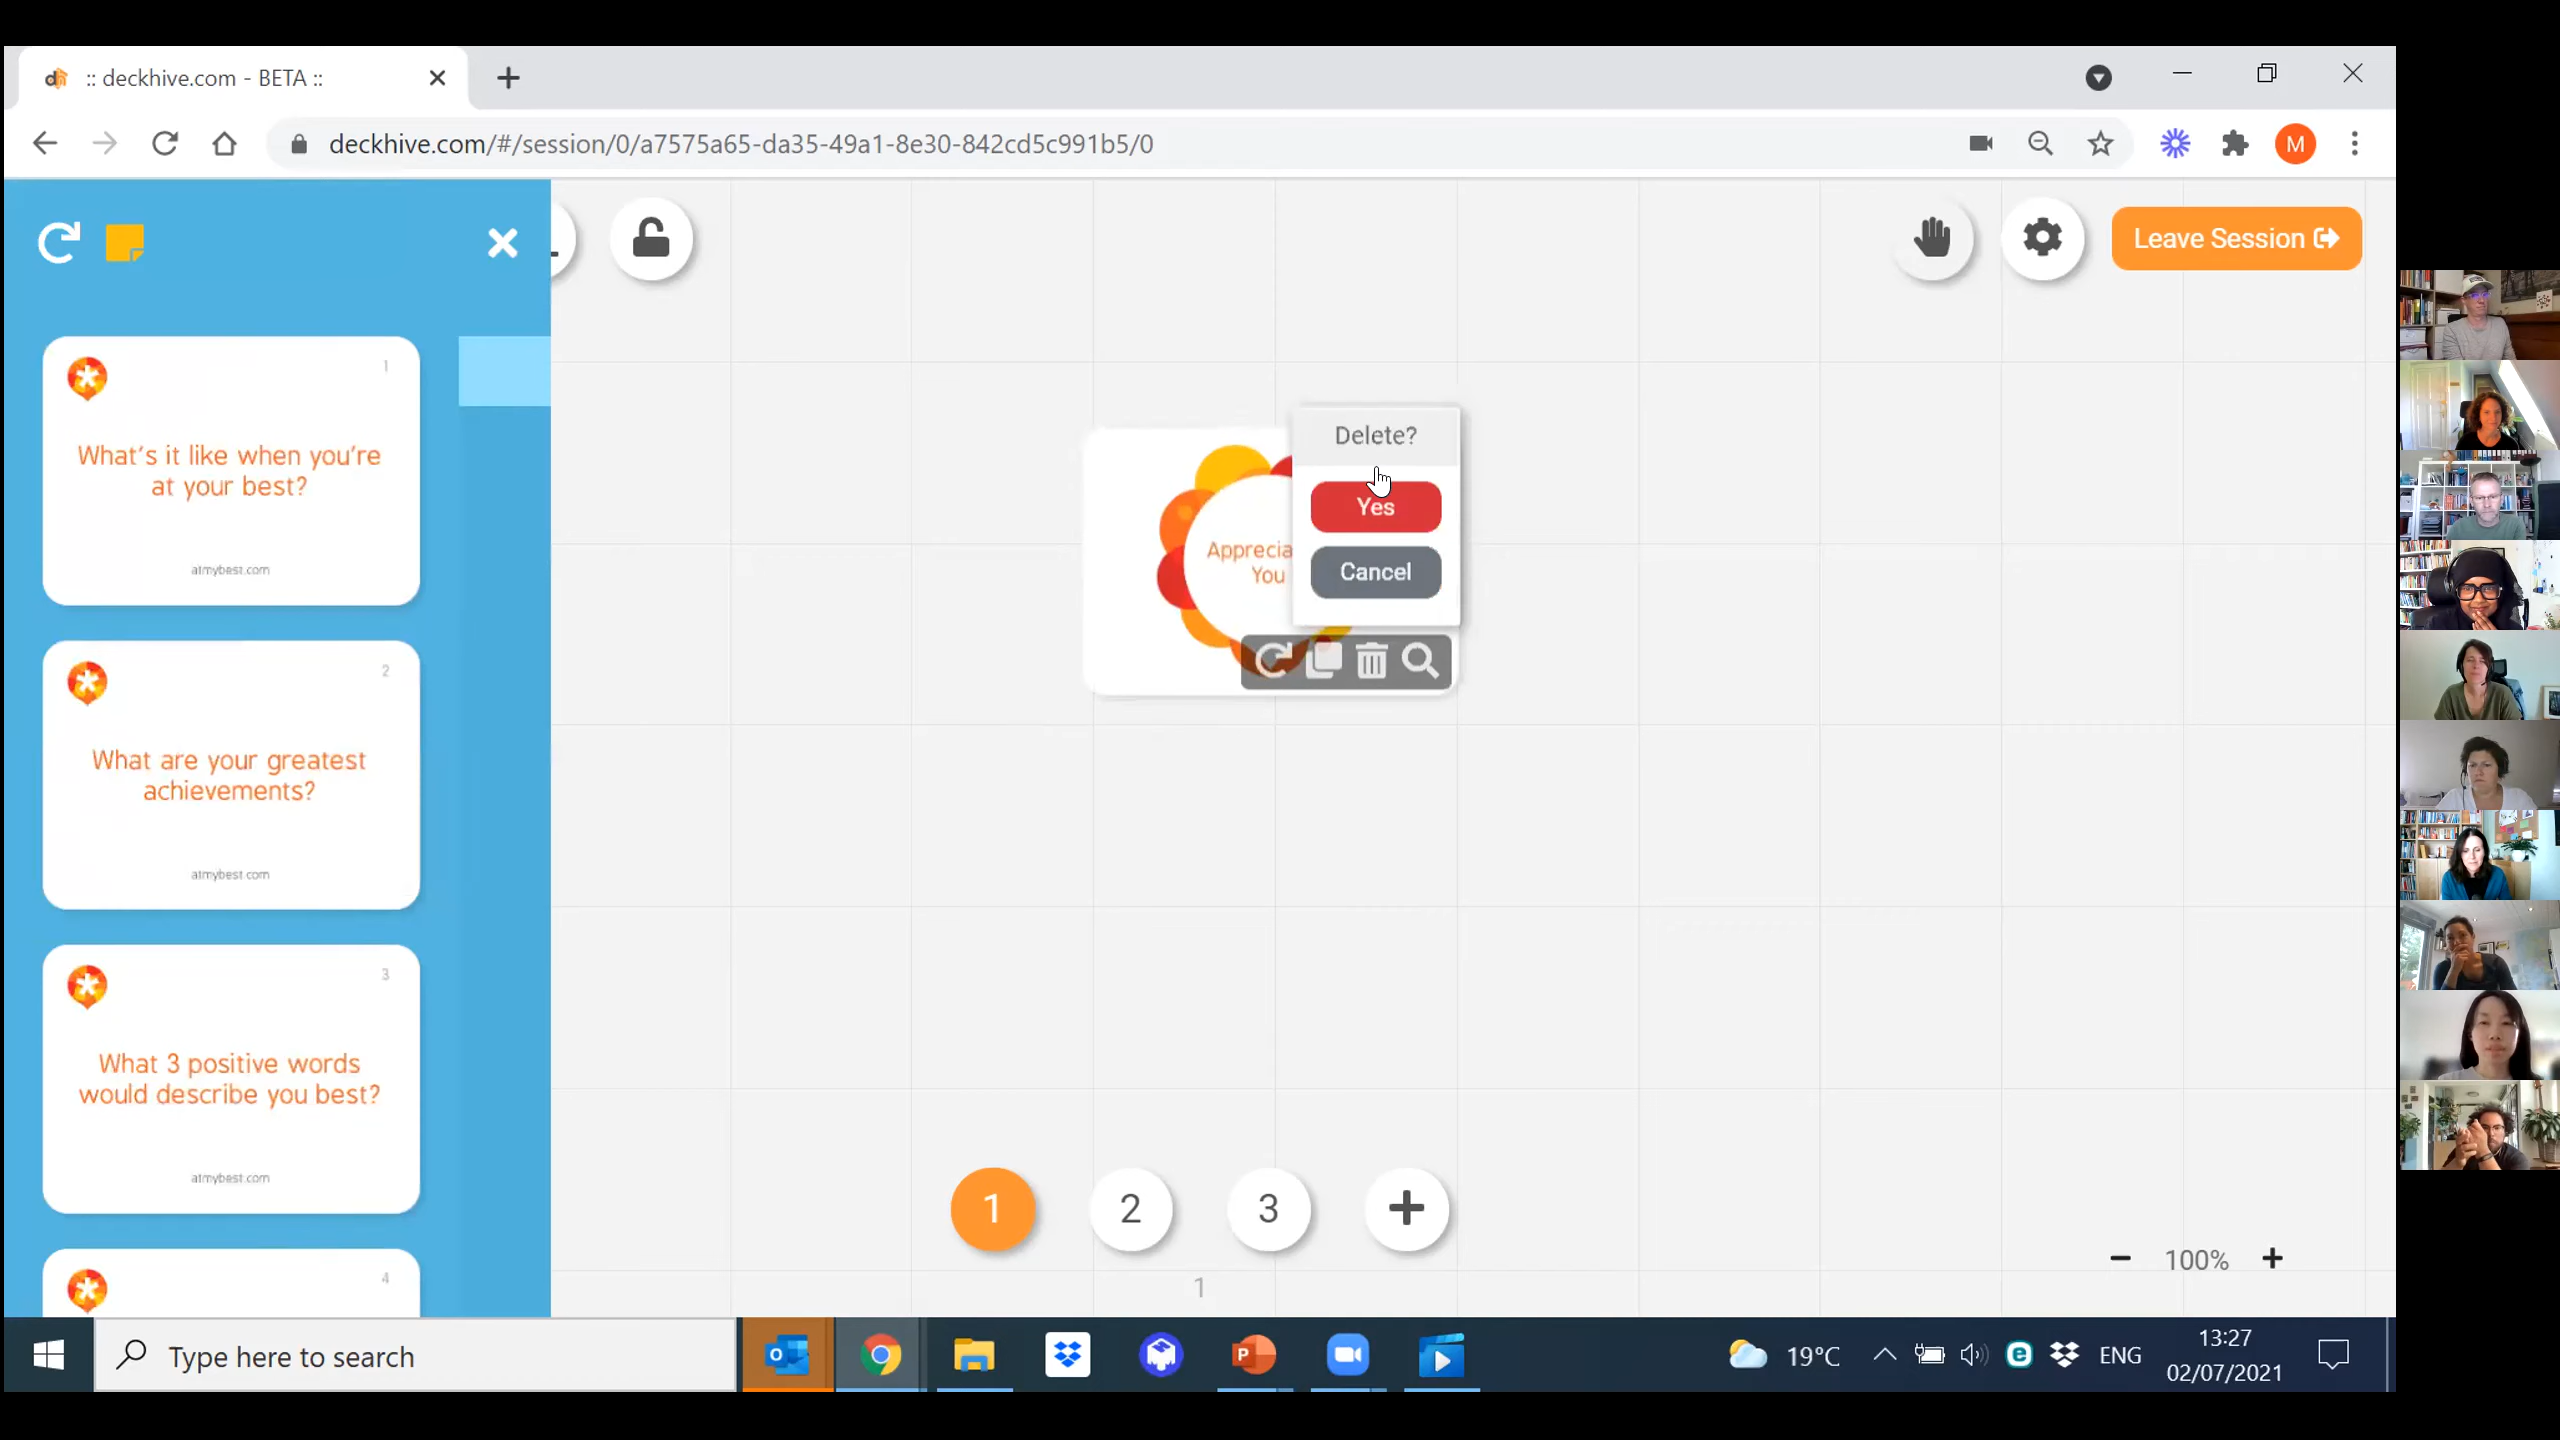 :: deckhive.com - BETA ::
deckhive.com/#/session/0/a7575a65-da35-49a1-8e30-842cd5c991b5/0
M
Leave Session
1
What's it like when you're
at your best?
atmybest.com
2
What are your greatest
achievements?
atmybest.com
3
What 3 positive words
would describe you best?
atmybest.com
4
Apprecia
You
Delete?
Yes
Cancel
1
2
3
+
1
− 100% +
Type here to search
19°C
ENG
13:27
02/07/2021